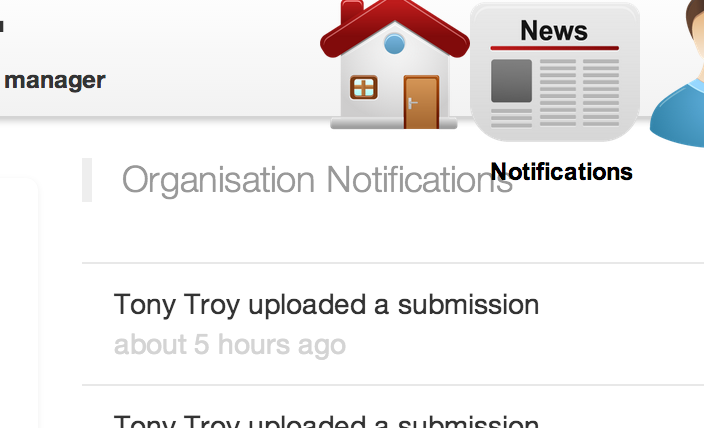 News
manager
Notifications
Organisation Notifications
Tony Troy uploaded a submission
about 5 hours ago
Tony Troy uploaded a submission